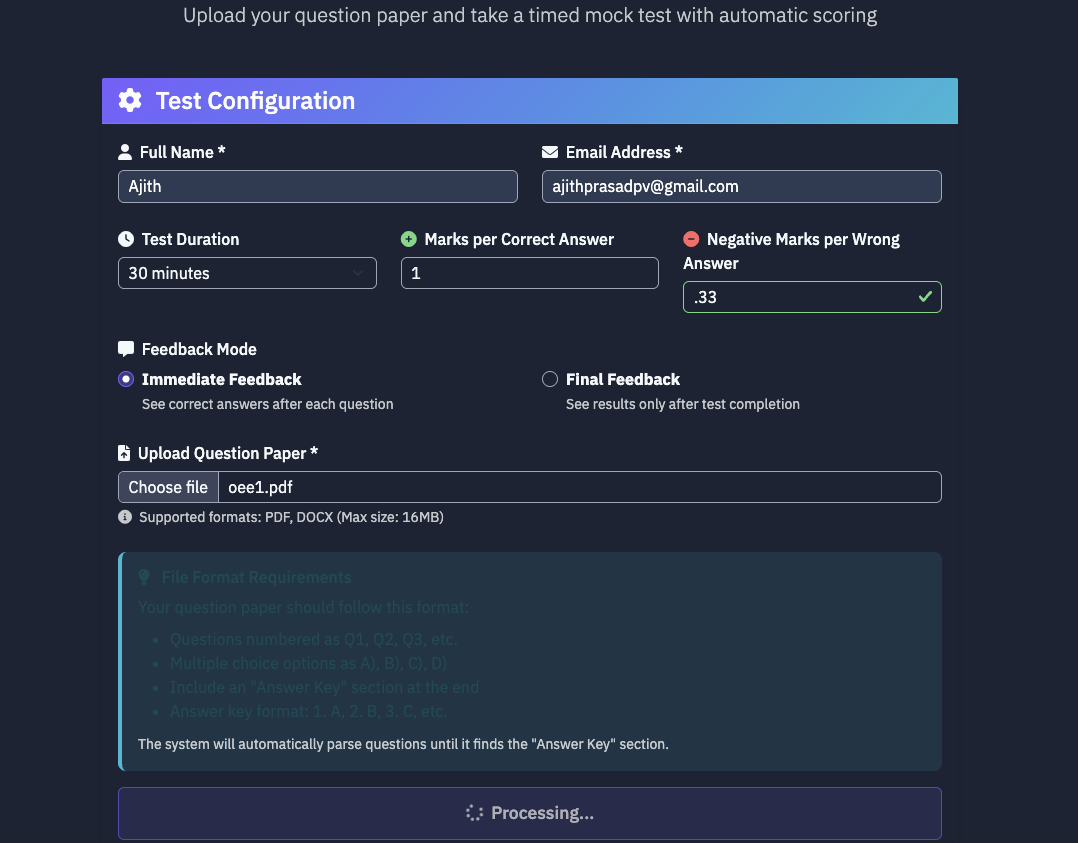 Upload your question paper and take a timed mock test with automatic scoring
Test Configuration
Full Name *
Email Address *
Ajith
ajithprasadpv@gmail.com
Test Duration
Marks per Correct Answer
Negative Marks per Wrong
Answer
30 minutes
1
.33
Feedback Mode
Immediate Feedback
Final Feedback
See correct answers after each question
See results only after test completion
Upload Question Paper *
Choose file
oee1.pdf
Supported formats: PDF, DOCX (Max size: 16MB)
File Format Requirements
Your question paper should follow this format:
• Questions numbered as Q1, Q2, Q3, etc.
• Multiple choice options as A), B), C), D)
• Include an "Answer Key" section at the end
• Answer key format: 1. A, 2. B, 3. C, etc.
The system will automatically parse questions until it finds the "Answer Key" section.
Processing...